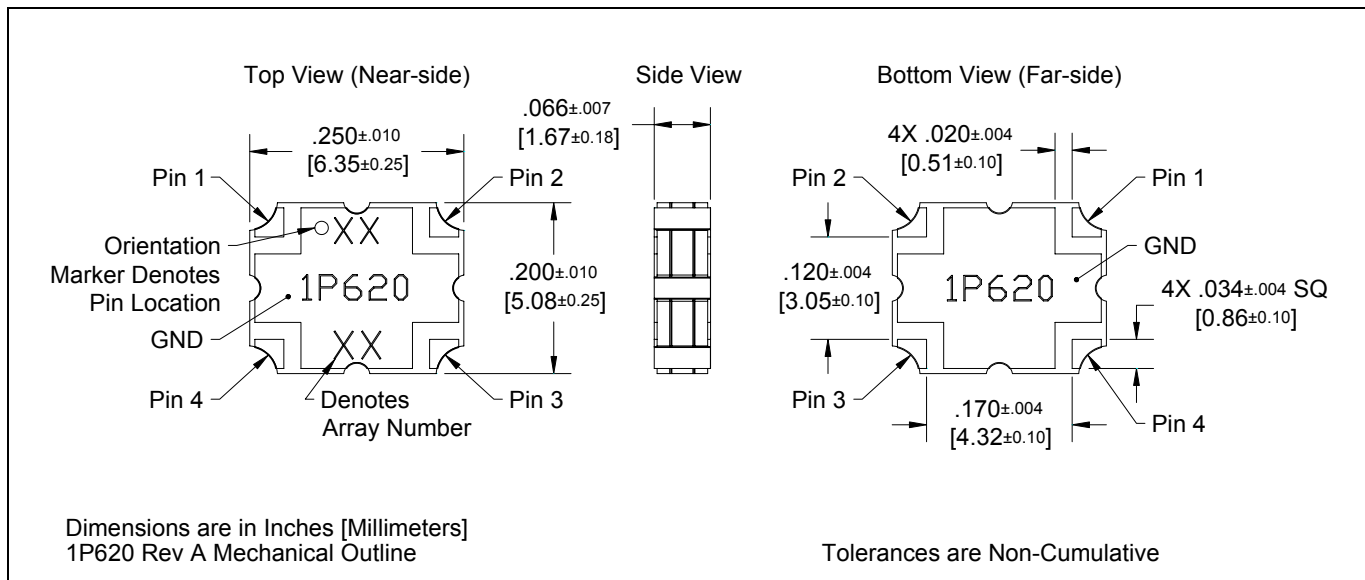 Top View (Near-side)
Side View
Bottom View (Far-side)
.250±.010
[6.35±0.25]
.066±.007
[1.67±0.18]
4X .020±.004
[0.51±0.10]
Pin 1
Pin 2
Pin 2
Pin 1
Orientation
Marker Denotes
Pin Location
XX
1P620
GND
XX
.200±.010
[5.08±0.25]
.120±.004
[3.05±0.10]
1P620
GND
4X .034±.004 SQ
[0.86±0.10]
Pin 4
Denotes
Array Number
Pin 3
Pin 3
.170±.004
[4.32±0.10]
Pin 4
Dimensions are in Inches [Millimeters]
1P620 Rev A Mechanical Outline
Tolerances are Non-Cumulative